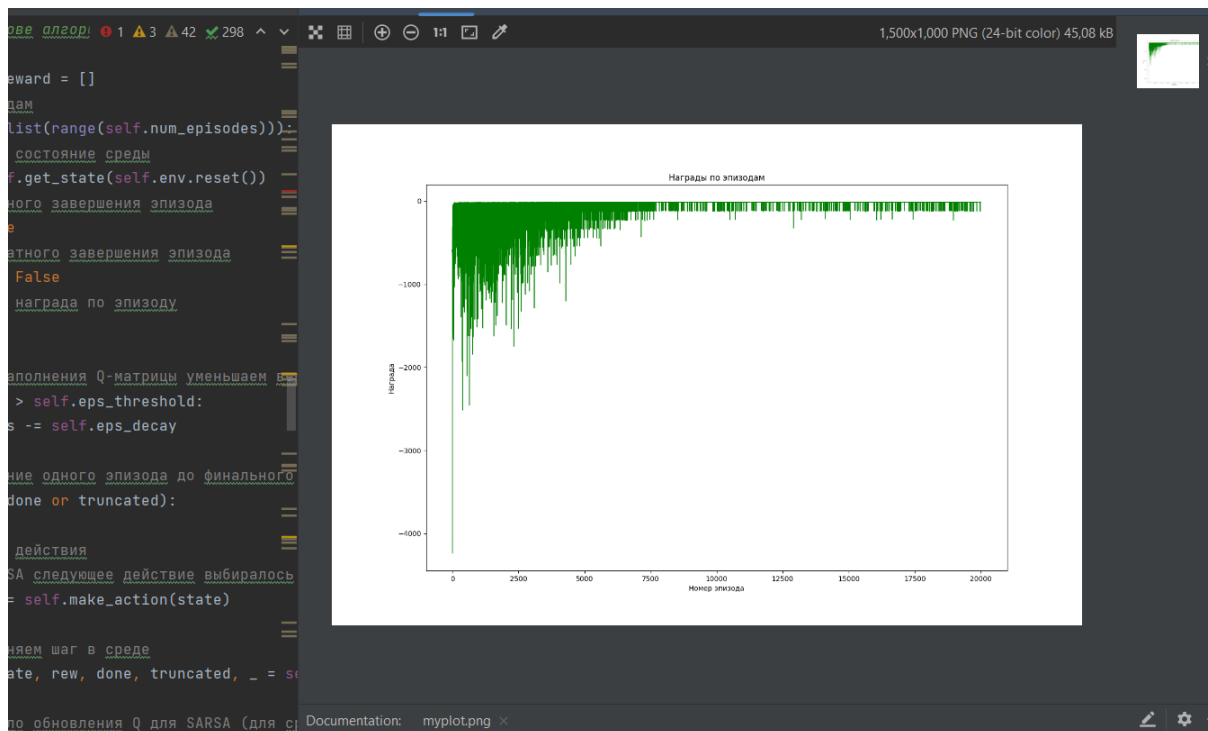 ове алгор 1 3 42 298
eward = []
дам
list(range(self.num_episodes))):
состояние среды
f.get_state(self.env.reset())
ного завершения эпизода
e
атного завершения эпизода
False
награда по эпизоду
аполнения Q-матрицы уменьшаем
> self.eps_threshold:
s -= self.eps_decay
ние одного эпизода до финального
done or truncated):
действия
SA следующее действие выбиралось
= self.make_action(state)
няем шаг в среде
ate, rew, done, truncated, _ = se
ло обновления Q для SARSA (для ср
1:1
1,500x1,000 PNG (24-bit color) 45,08 kB
Награды по эпизодам
Награда
0
−1000
−2000
−3000
−4000
0 2500 5000 7500 10000 12500 15000 17500 20000
Номер эпизода
Documentation: myplot.png